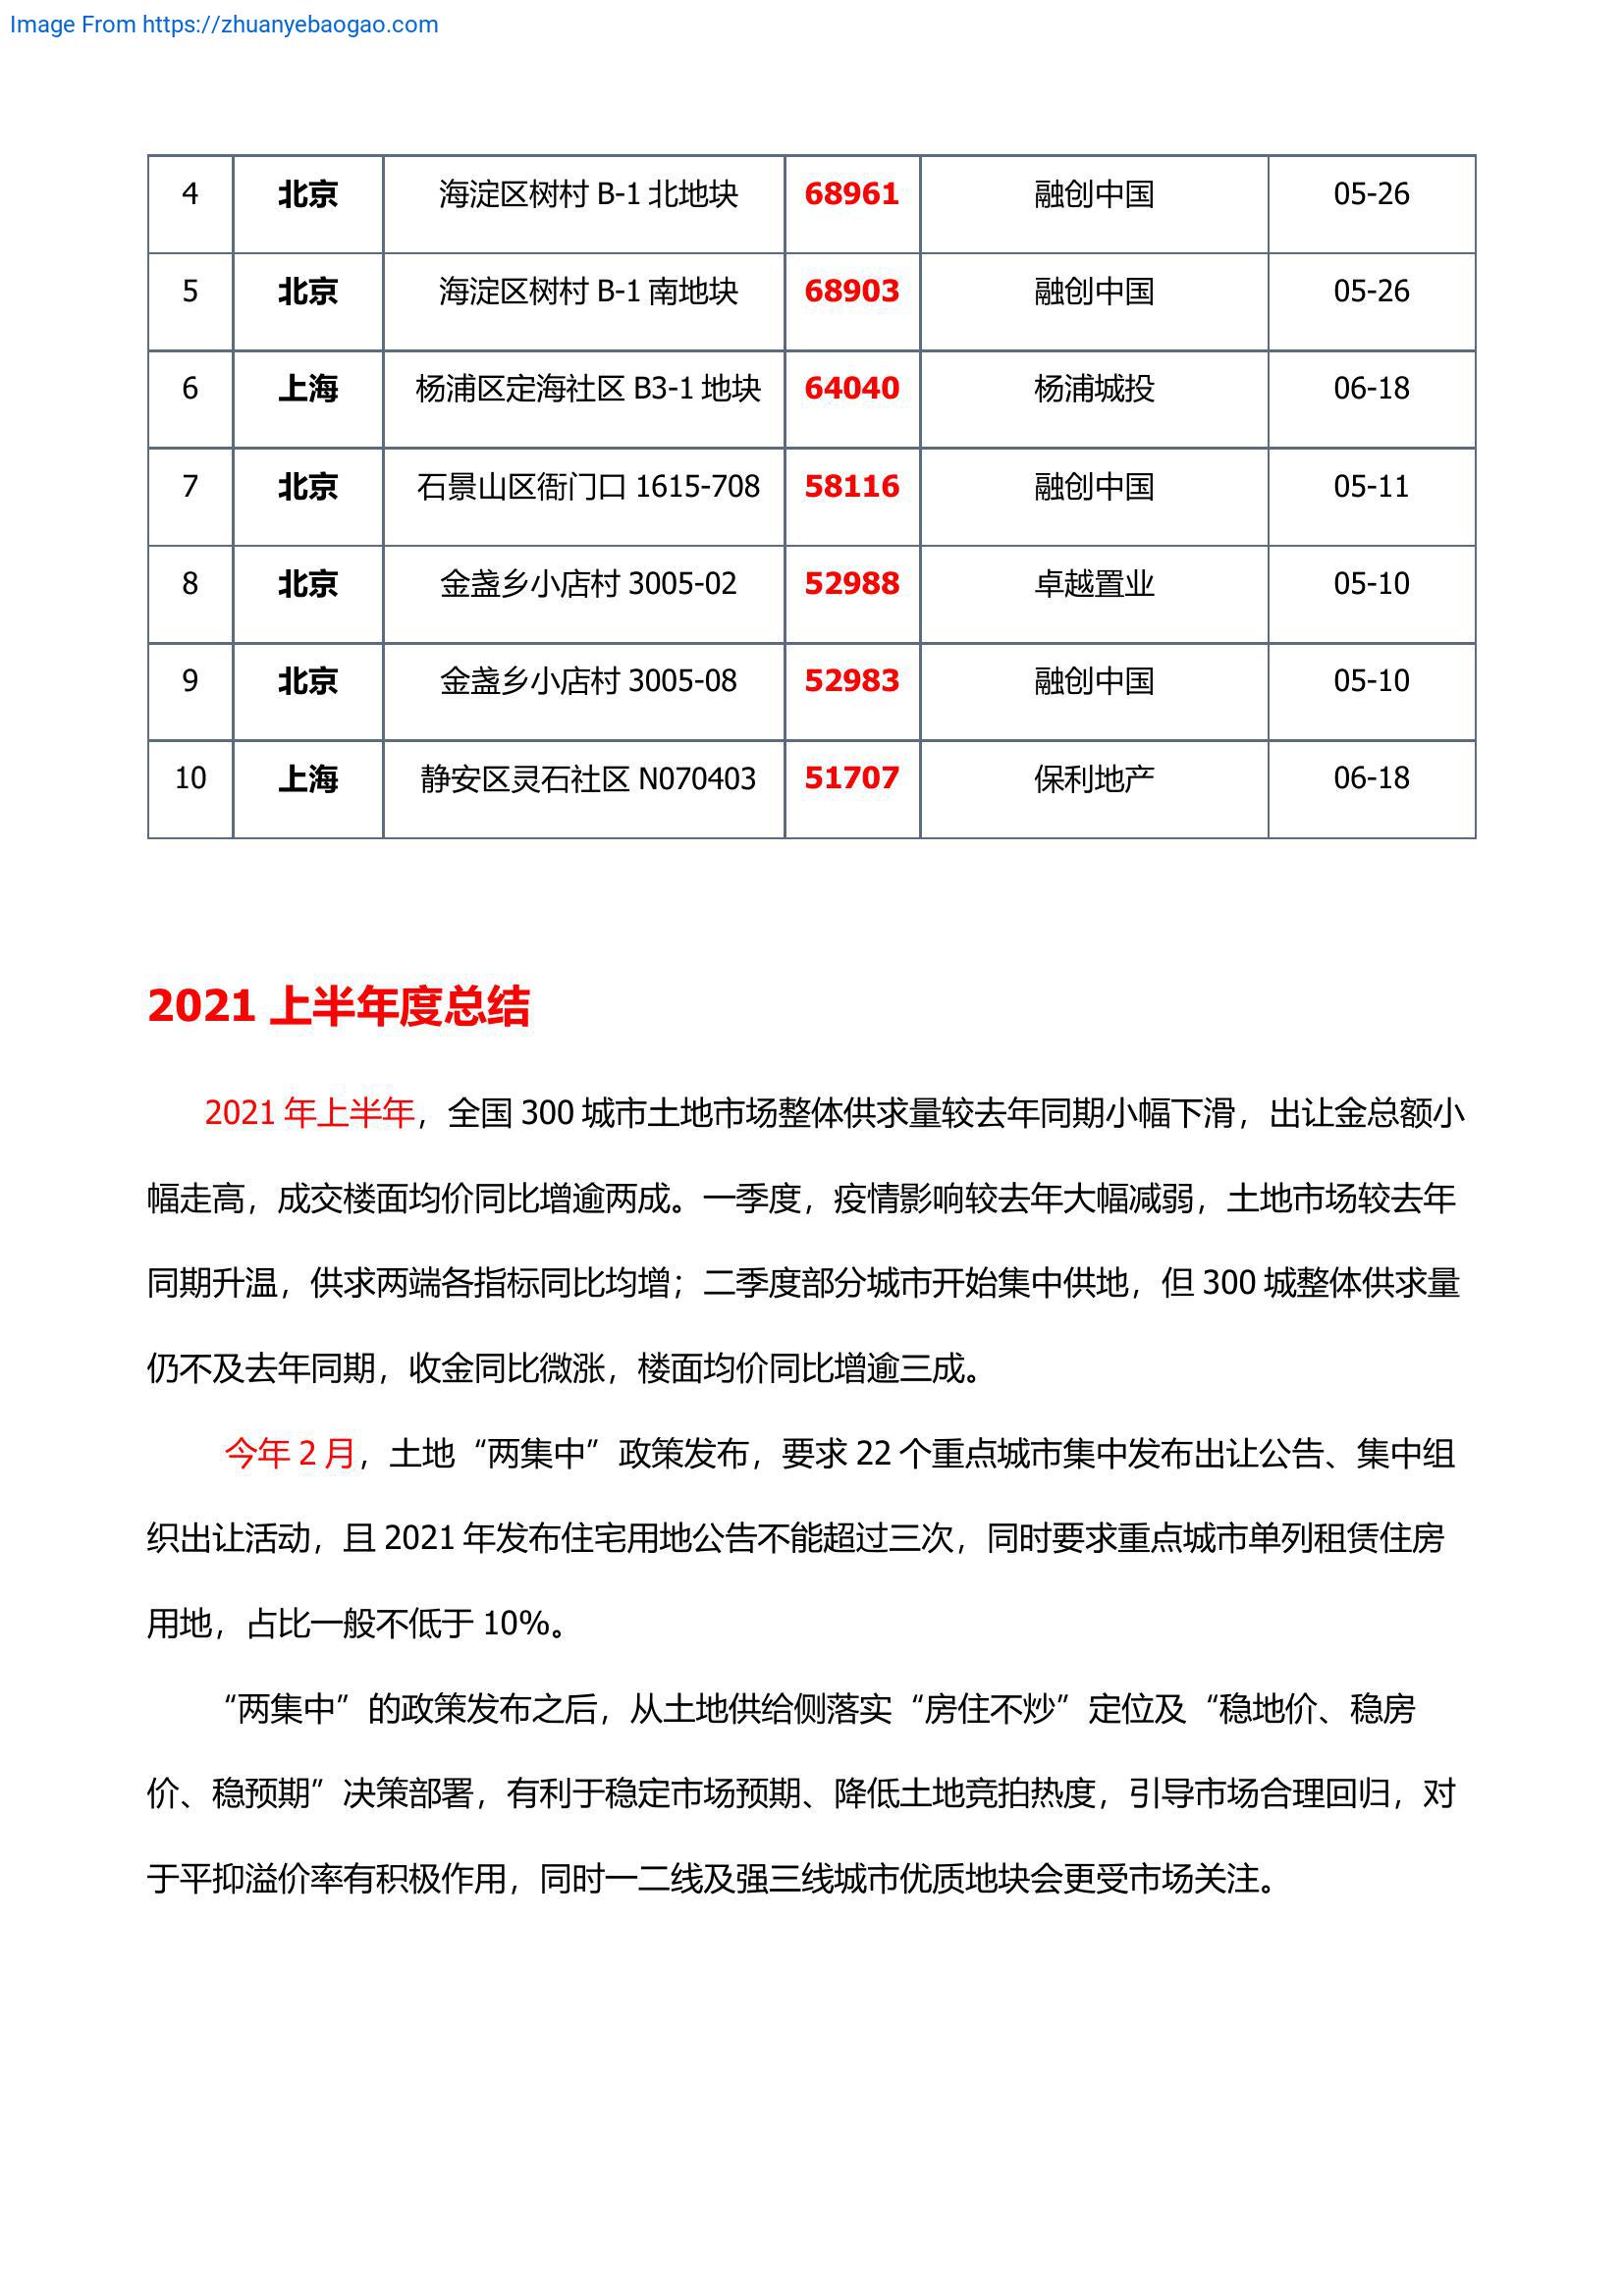 Image From https://zhuanyebaogao.com
4 北京 海淀区树村 B-1 北地块 68961 融创中国 05-26
5 北京 海淀区树村 B-1 南地块 68903 融创中国 05-26
6 上海 杨浦区定海社区 B3-1 地块 64040 杨浦城投 06-18
7 北京 石景山区衙门口 1615-708 58116 融创中国 05-11
8 北京 金盏乡小店村 3005-02 52988 卓越置业 05-10
9 北京 金盏乡小店村 3005-08 52983 融创中国 05-10
10 上海 静安区灵石社区 N070403 51707 保利地产 06-18
2021 上半年度总结
2021 年上半年，全国 300 城市土地市场整体供求量较去年同期小幅下滑，出让金总额小
幅走高，成交楼面均价同比增逾两成。一季度，疫情影响较去年大幅减弱，土地市场较去年
同期升温，供求两端各指标同比均增；二季度部分城市开始集中供地，但 300 城整体供求量
仍不及去年同期，收金同比微涨，楼面均价同比增逾三成。
今年 2 月，土地“两集中”政策发布，要求 22 个重点城市集中发布出让公告、集中组
织出让活动，且 2021 年发布住宅用地公告不能超过三次，同时要求重点城市单列租赁住房
用地，占比一般不低于 10%。
“两集中”的政策发布之后，从土地供给侧落实“房住不炒”定位及“稳地价、稳房
价、稳预期”决策部署，有利于稳定市场预期、降低土地竞拍热度，引导市场合理回归，对
于平抑溢价率有积极作用，同时一二线及强三线城市优质地块会更受市场关注。